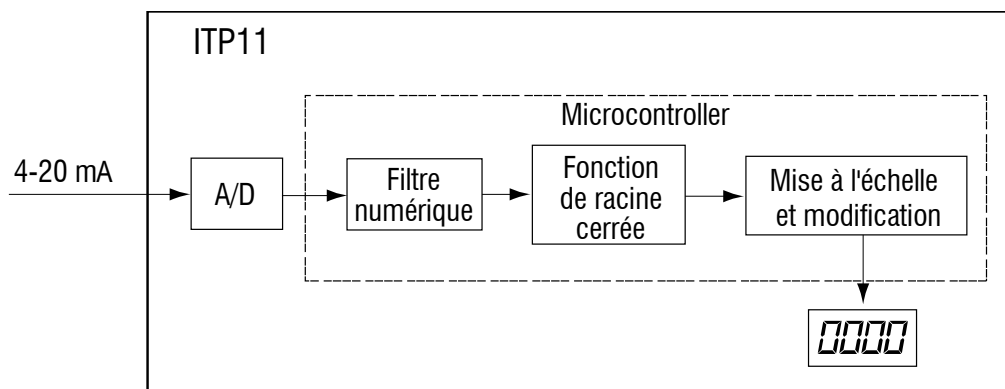 ITP11
Microcontroller
4-20 mA
A/D
Filtre
numérique
Fonction
de racine
cerrée
Mise à l'échelle
et modification
0000